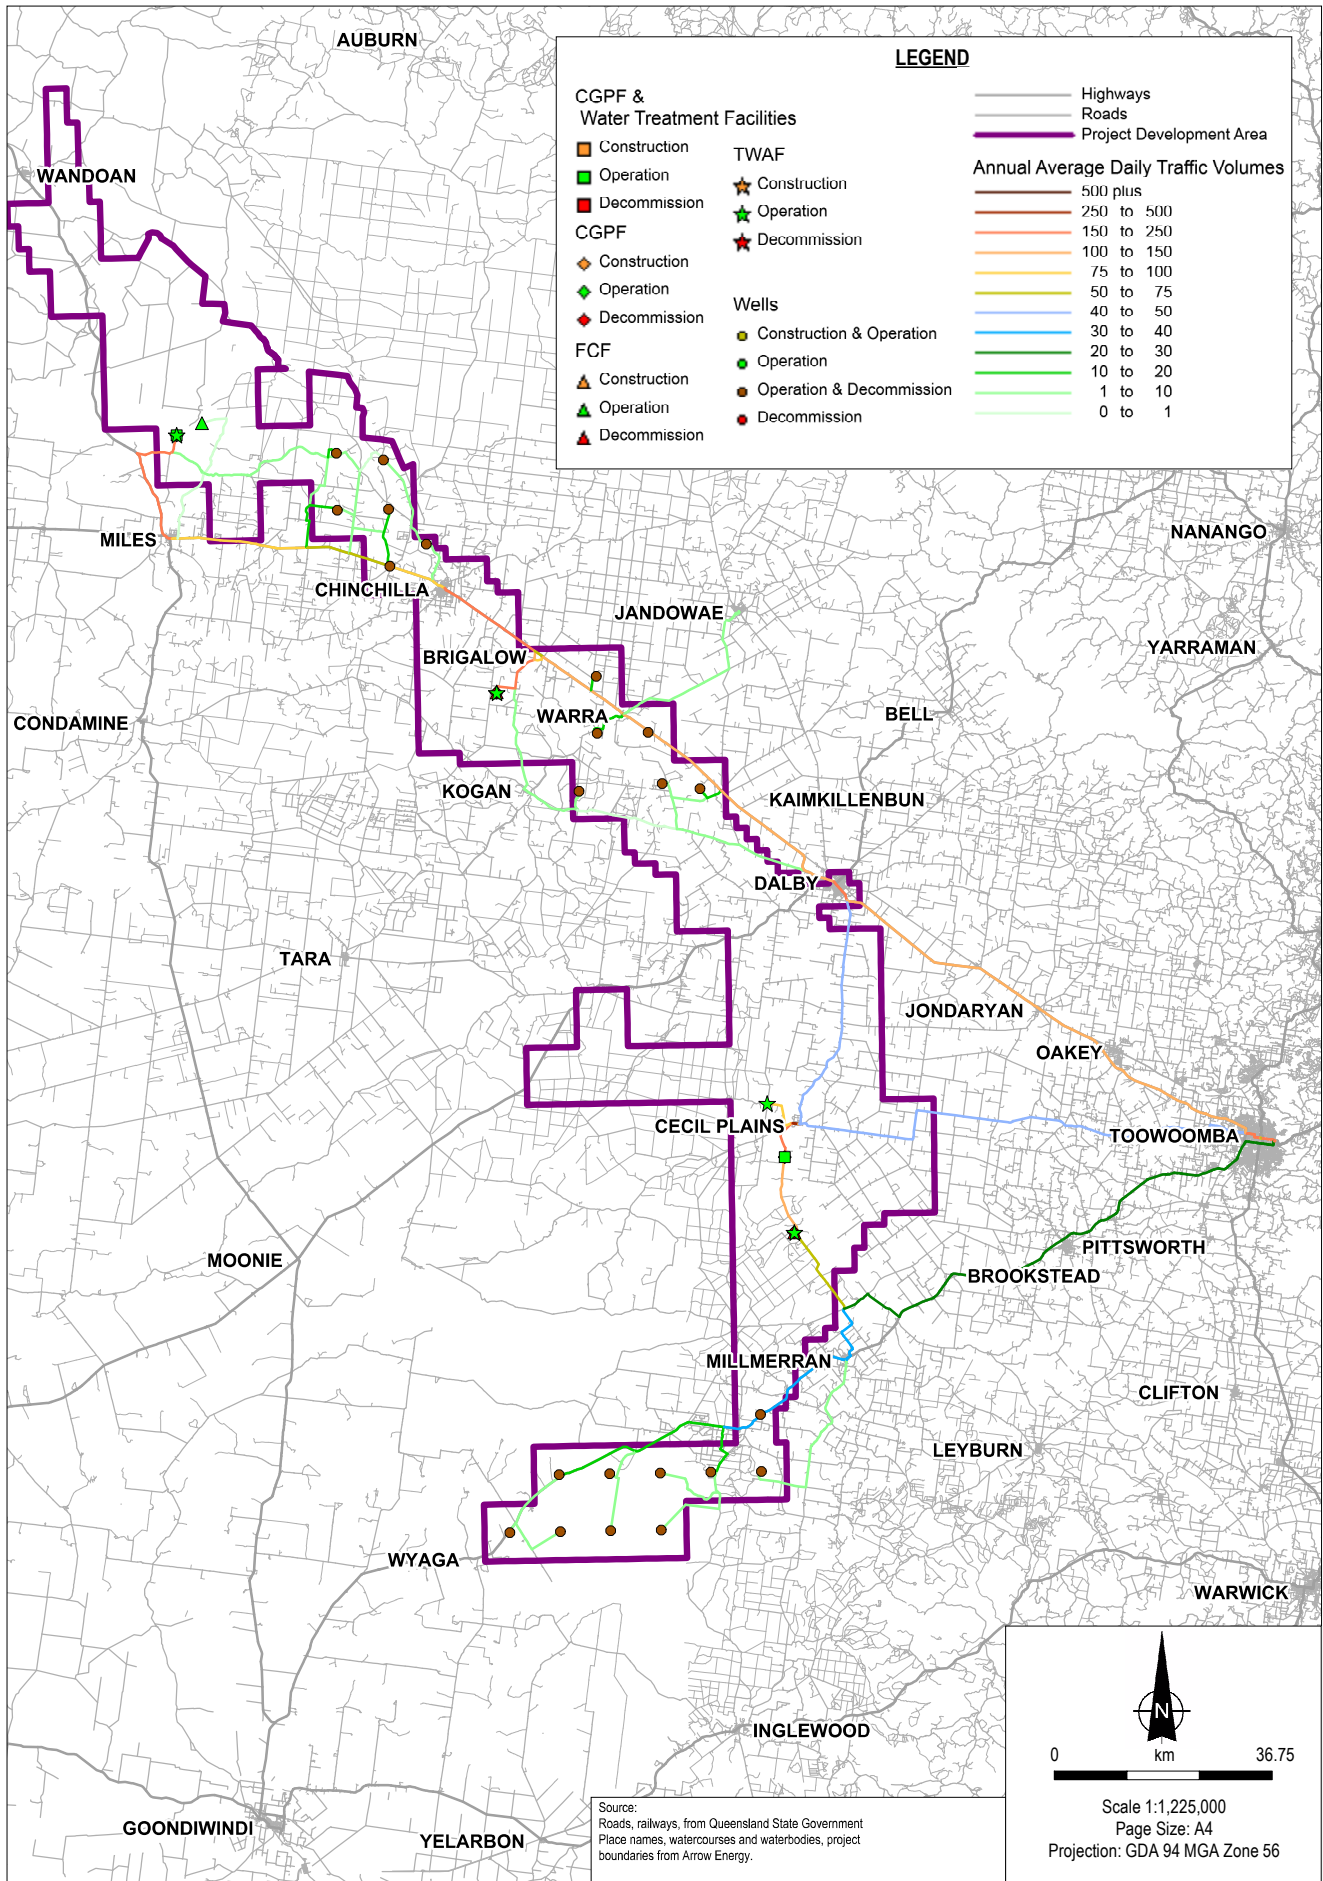 AUBURN
WANDOAN
LEGEND
CGPF &
Water Treatment Facilities
Construction
Operation
Decommission
CGPF
Construction
Operation
Decommission
FCF
Construction
Operation
Decommission
TWAF
Construction
Operation
Decommission
Wells
Construction & Operation
Operation
Operation & Decommission
Decommission
Highways
Roads
Project Development Area
Annual Average Daily Traffic Volumes
500 plus
250 to 500
150 to 250
100 to 150
75 to 100
50 to 75
40 to 50
30 to 40
20 to 30
10 to 20
1 to 10
0 to 1
NANANGO
MILES
CHINCHILLA
JANDOWAE
YARRAMAN
BRIGALOW
CONDAMINE
WARRA
BELL
KOGAN
KAIMKILLENBUN
DALBY
TARA
JONDARYAN
OAKEY
CECIL PLAINS
TOOWOOMBA
MOONIE
PITTSWORTH
BROOKSTEAD
MILLMERRAN
CLIFTON
LEYBURN
WYAGA
WARWICK
INGLEWOOD
GOONDIWINDI
YELARBON
Source:
Roads, railways, from Queensland State Government
Place names, watercourses and waterbodies, project
boundaries from Arrow Energy.
N
0 km 36.75
Scale 1:1,225,000
Page Size: A4
Projection: GDA 94 MGA Zone 56